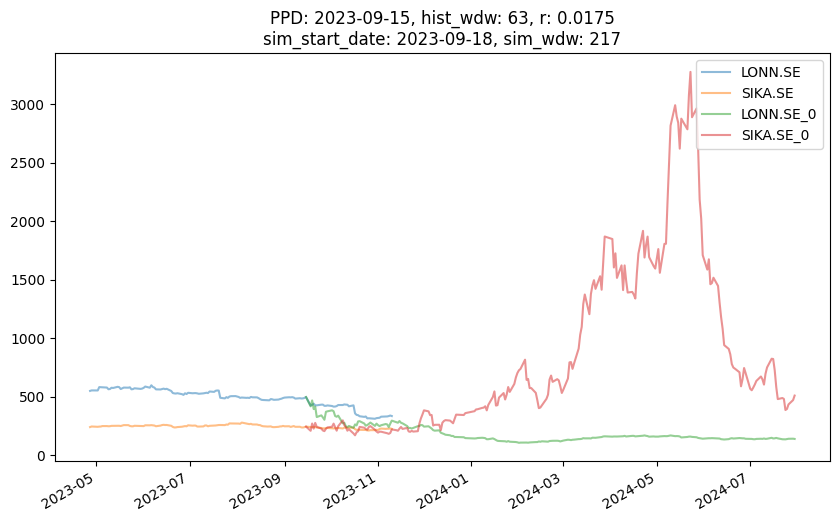 PPD: 2023-09-15, hist_wdw: 63, r: 0.0175
sim_start_date: 2023-09-18, sim_wdw: 217
LONN.SE
SIKA.SE
LONN.SE_0
SIKA.SE_0
3000
2500
2000
1500
1000
500
0
2023-05
2023-07
2023-09
2023-11
2024-01
2024-03
2024-05
2024-07